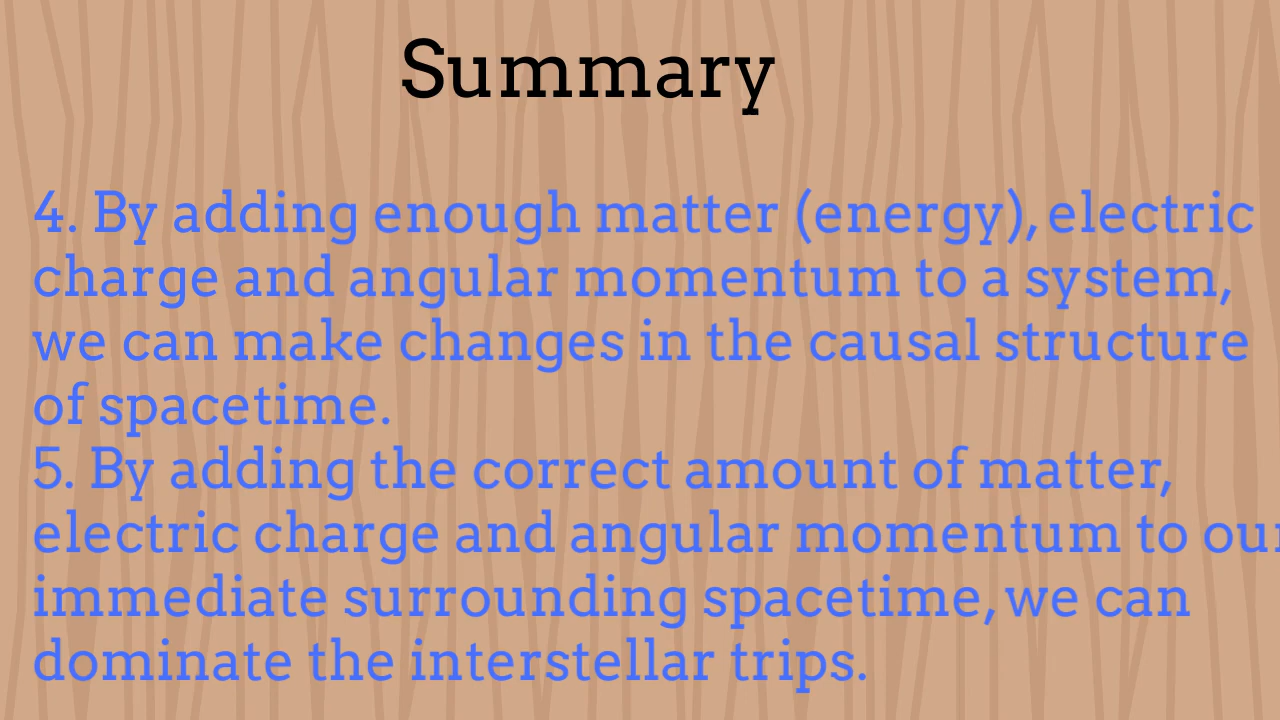 Summary
4. By adding enough matter (energy), electric
charge and angular momentum to a system,
we can make changes in the causal structure
of spacetime.
5. By adding the correct amount of matter,
electric charge and angular momentum to our
immediate surrounding spacetime, we can
dominate the interstellar trips.